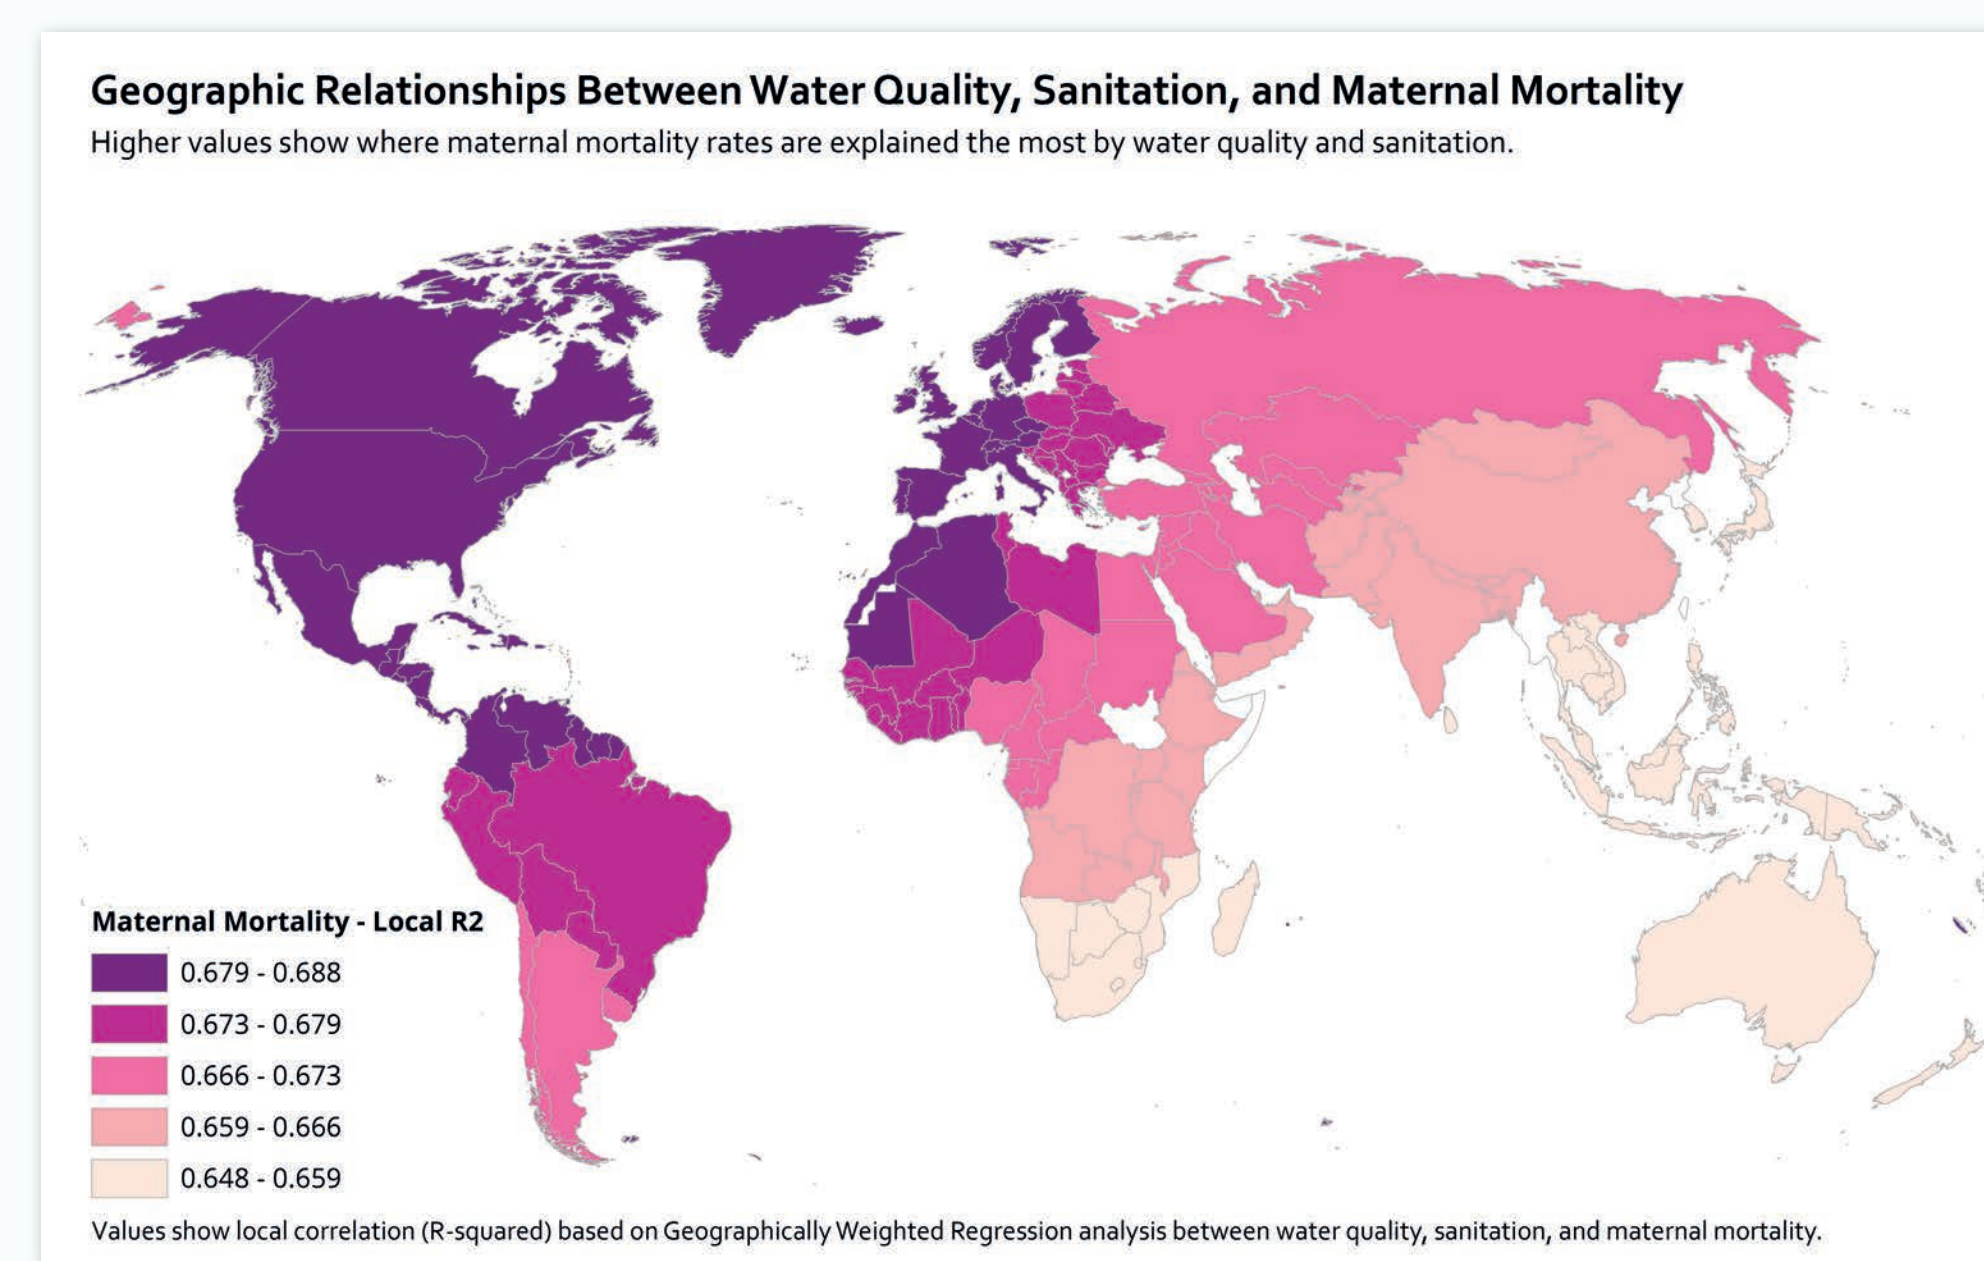 Geographic Relationships Between Water Quality, Sanitation, and Maternal Mortality
Higher values show where maternal mortality rates are explained the most by water quality and sanitation.
Maternal Mortality - Local R2
0.679 - 0.688
0.673 - 0.679
0.666 - 0.673
0.659 - 0.666
0.648 - 0.659
Values show local correlation (R-squared) based on Geographically Weighted Regression analysis between water quality, sanitation, and maternal mortality.